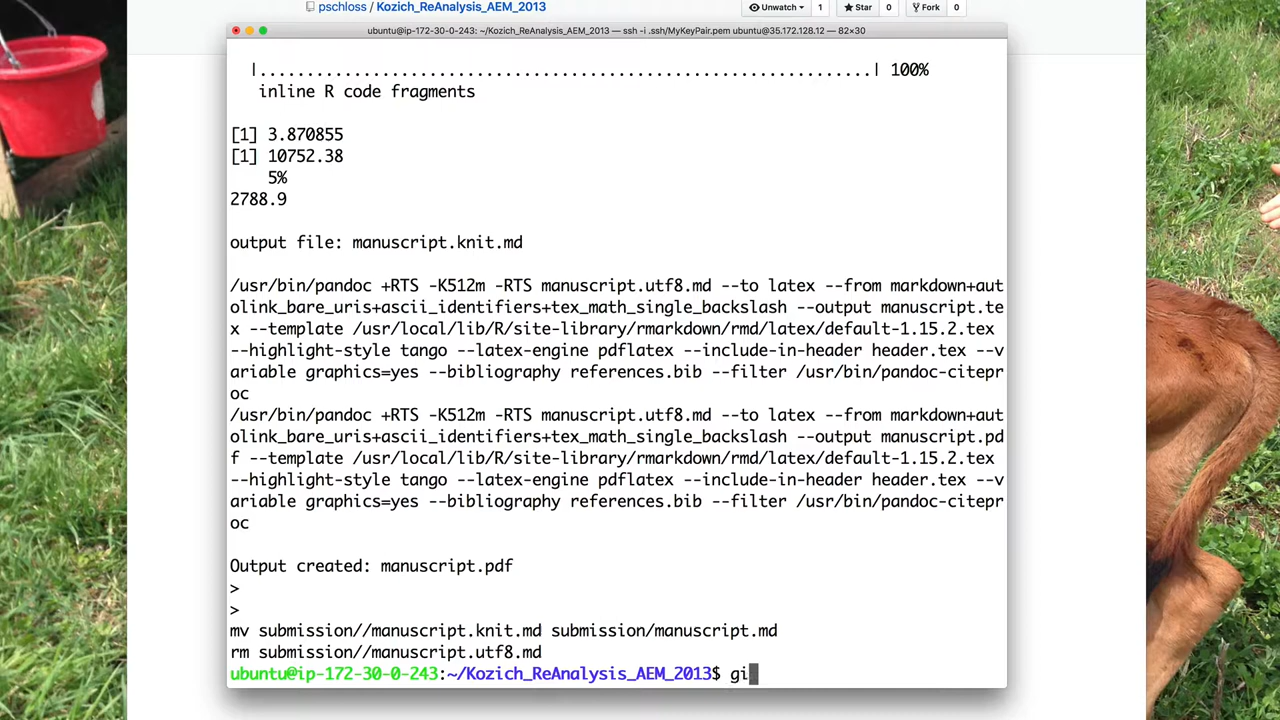 pschloss / Kozich_ReAnalysis_AEM_2013
Unwatch 1 Star 0 Fork 0
ubuntu@ip-172-30-0-243: ~/Kozich_ReAnalysis_AEM_2013 — ssh -i .ssh/MyKeyPair.pem ubuntu@35.172.128.12 — 82×30
|.................................................................| 100%
inline R code fragments
[1] 3.870855
[1] 10752.38
5%
2788.9
output file: manuscript.knit.md
/usr/bin/pandoc +RTS -K512m -RTS manuscript.utf8.md --to latex --from markdown+aut
olink_bare_uris+ascii_identifiers+tex_math_single_backslash --output manuscript.te
x --template /usr/local/lib/R/site-library/rmarkdown/rmd/latex/default-1.15.2.tex
--highlight-style tango --latex-engine pdflatex --include-in-header header.tex --v
ariable graphics=yes --bibliography references.bib --filter /usr/bin/pandoc-citepr
oc
/usr/bin/pandoc +RTS -K512m -RTS manuscript.utf8.md --to latex --from markdown+aut
olink_bare_uris+ascii_identifiers+tex_math_single_backslash --output manuscript.pd
f --template /usr/local/lib/R/site-library/rmarkdown/rmd/latex/default-1.15.2.tex
--highlight-style tango --latex-engine pdflatex --include-in-header header.tex --v
ariable graphics=yes --bibliography references.bib --filter /usr/bin/pandoc-citepr
oc
Output created: manuscript.pdf
>
>
mv submission//manuscript.knit.md submission/manuscript.md
rm submission//manuscript.utf8.md
ubuntu@ip-172-30-0-243:~/Kozich_ReAnalysis_AEM_2013$ gi